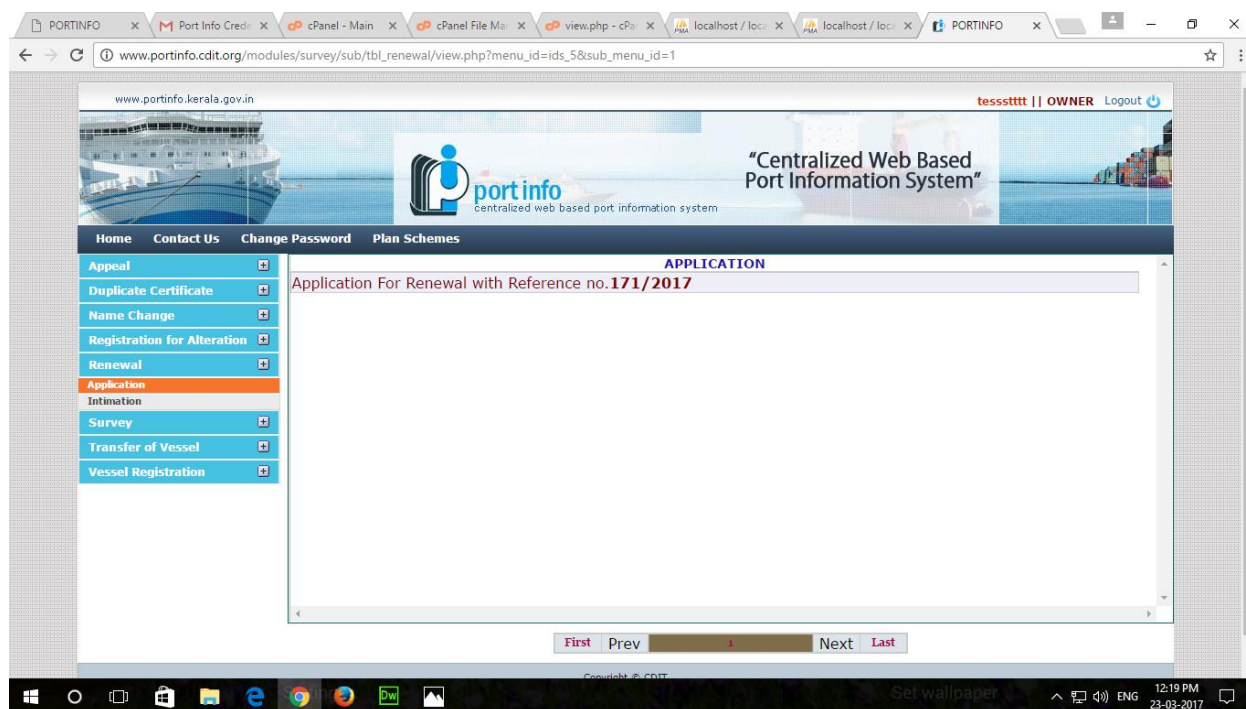 PORTINFO
Port Info Crede
cPanel - Main
cPanel File Ma
view.php - cPa
localhost / loca
localhost / loca
PORTINFO
www.portinfo.cdit.org/modules/survey/sub/tbl_renewal/view.php?menu_id=ids_5&sub_menu_id=1
www.portinfo.kerala.gov.in
tessstttt || OWNER Logout
"Centralized Web Based
Port Information System"
port info
centralized web based port information system
Home Contact Us Change Password Plan Schemes
Appeal
APPLICATION
Application For Renewal with Reference no.171/2017
Duplicate Certificate
Name Change
Registration for Alteration
Renewal
Application
Intimation
Survey
Transfer of Vessel
Vessel Registration
First Prev 1 Next Last
Copyright © CDIT
Dw
Set wallpaper
ENG
12:19 PM
23-03-2017